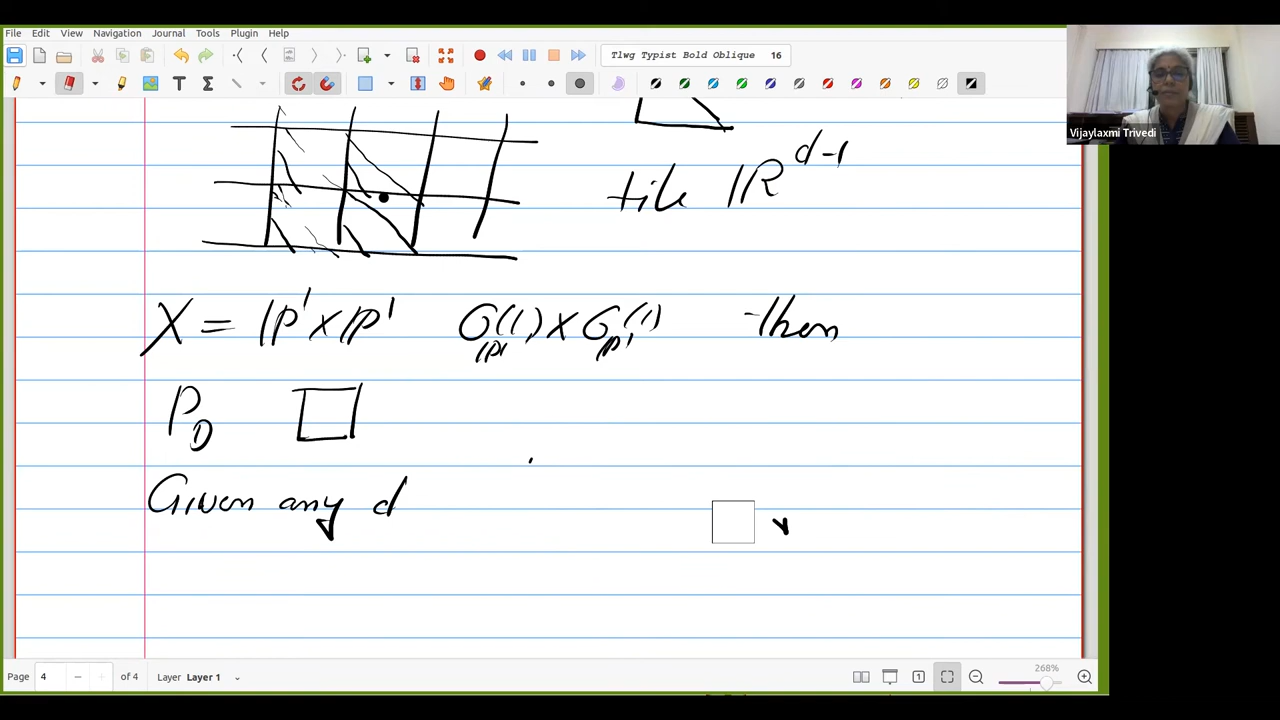 File Edit View Navigation Journal Tools Plugin Help
Tlwg Typist Bold Oblique 16
Vijaylaxmi Trivedi
tile ℝ^{d-1}
X = ℙ¹ × ℙ¹ O_{ℙ¹}(1) × O_{ℙ¹}(1) then
P_D
Given any d
Page 4 of 4 Layer Layer 1
268%
1